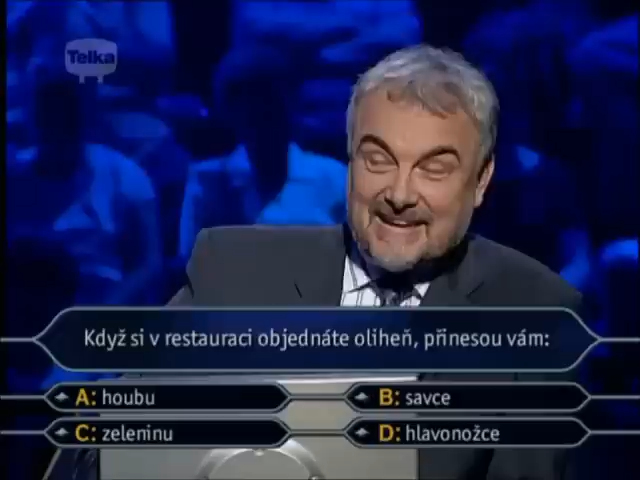 Telka
Když si v restauraci objednáte oliheň, přinesou vám:
A: houbu
B: savce
C: zeleninu
D: hlavonožce